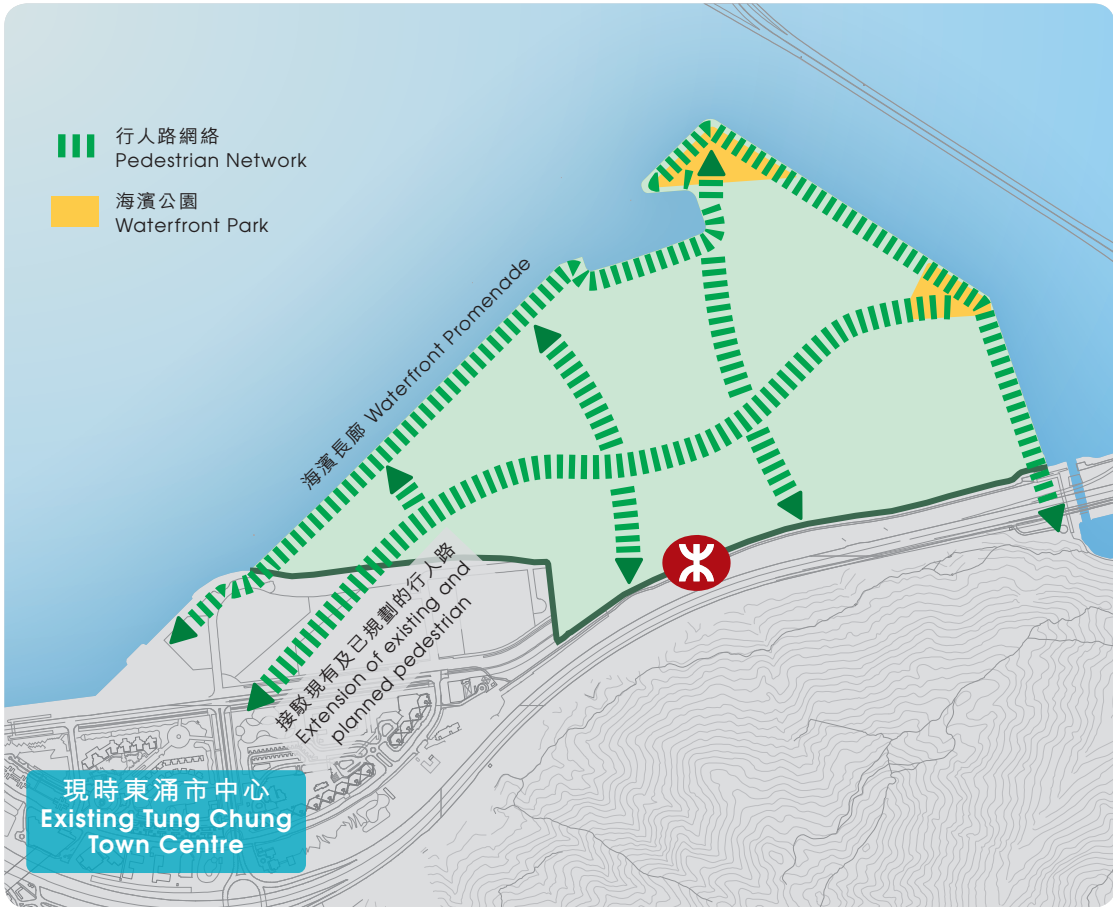 行人路網絡
Pedestrian Network
海濱公園
Waterfront Park
海濱長廊 Waterfront Promenade
接駁現有及已規劃的行人路
Extension of existing and
planned pedestrian
現時東涌市中心
Existing Tung Chung
Town Centre